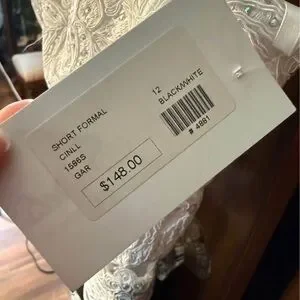 SHORT FORMAL
CINLL
1586S
GAR
$148.00
12
BLACK/WHITE
# 4881